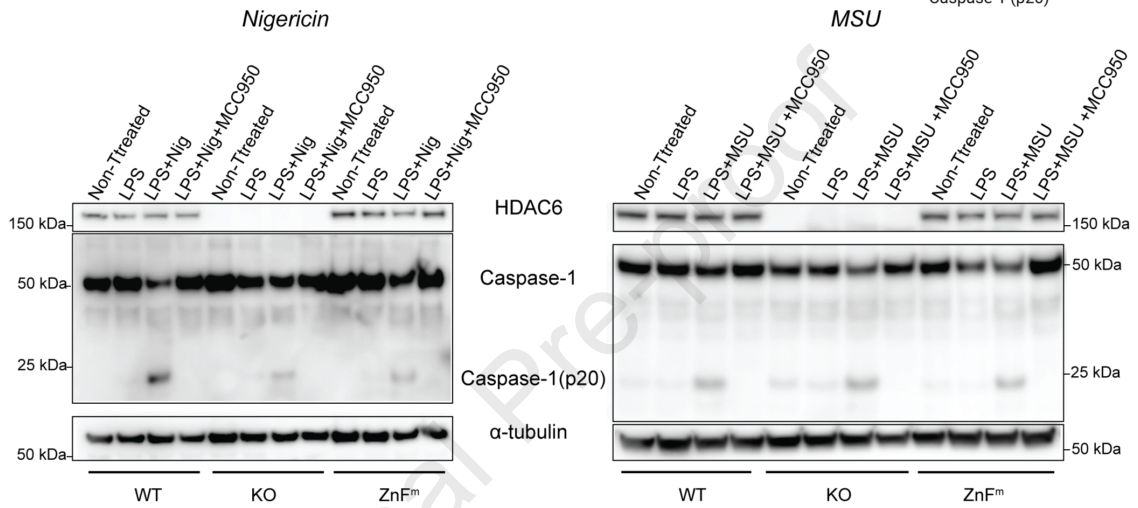 Caspase-1 (p20)
Nigericin
MSU
Non-Ttreated
LPS
LPS+Nig
LPS+Nig+MCC950
Non-Ttreated
LPS
LPS+Nig
LPS+Nig+MCC950
Non-Ttreated
LPS
LPS+Nig
LPS+Nig+MCC950
Non-Ttreated
LPS
LPS+MSU
LPS+MSU +MCC950
Non-Ttreated
LPS
LPS+MSU
LPS+MSU +MCC950
Non-Ttreated
LPS
LPS+MSU
LPS+MSU +MCC950
150 kDa
HDAC6
150 kDa
50 kDa
Caspase-1
50 kDa
25 kDa
Caspase-1(p20)
25 kDa
50 kDa
α-tubulin
50 kDa
WT
KO
ZnFᵐ
WT
KO
ZnFᵐ
al Pre-proof